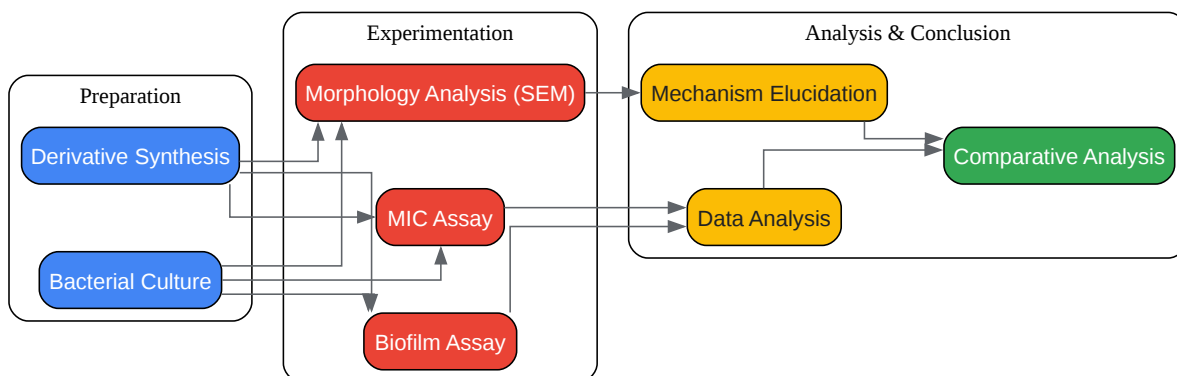 Preparation
Derivative Synthesis
Bacterial Culture
Experimentation
Morphology Analysis (SEM)
MIC Assay
Biofilm Assay
Analysis & Conclusion
Mechanism Elucidation
Data Analysis
Comparative Analysis